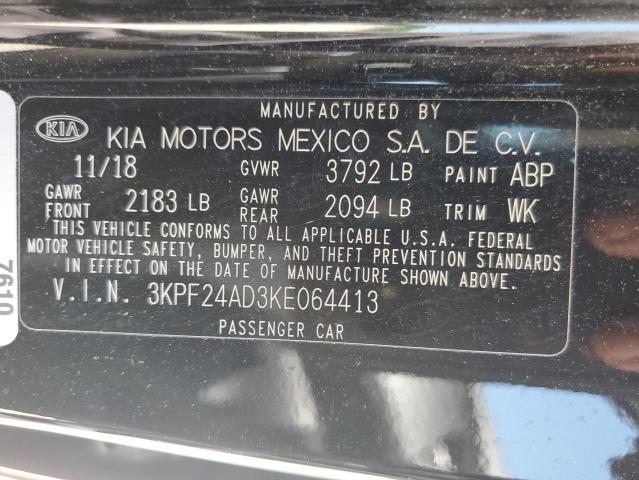 MANUFACTURED BY
KIA KIA MOTORS MEXICO S.A. DE C.V.
11/18 GVWR 3792 LB PAINT ABP
GAWR FRONT 2183 LB GAWR REAR 2094 LB TRIM WK
THIS VEHICLE CONFORMS TO ALL APPLICABLE U.S.A. FEDERAL
MOTOR VEHICLE SAFETY, BUMPER, AND THEFT PREVENTION STANDARDS
IN EFFECT ON THE DATE OF MANUFACTURE SHOWN ABOVE.
V.I.N. 3KPF24AD3KE064413
PASSENGER CAR
7610